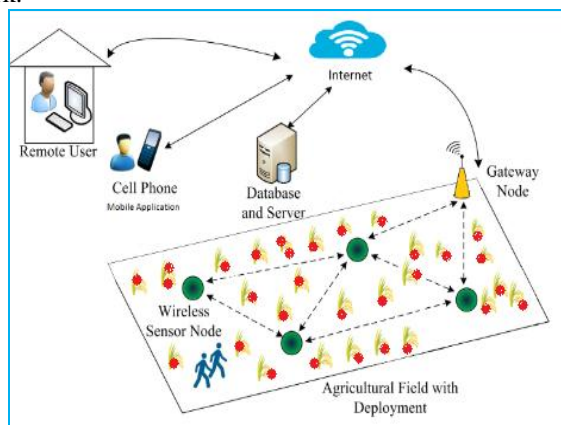 k.
Internet
Remote User
Cell Phone
Mobile Application
Database
and Server
Gateway
Node
Wireless
Sensor Node
Agricultural Field with
Deployment